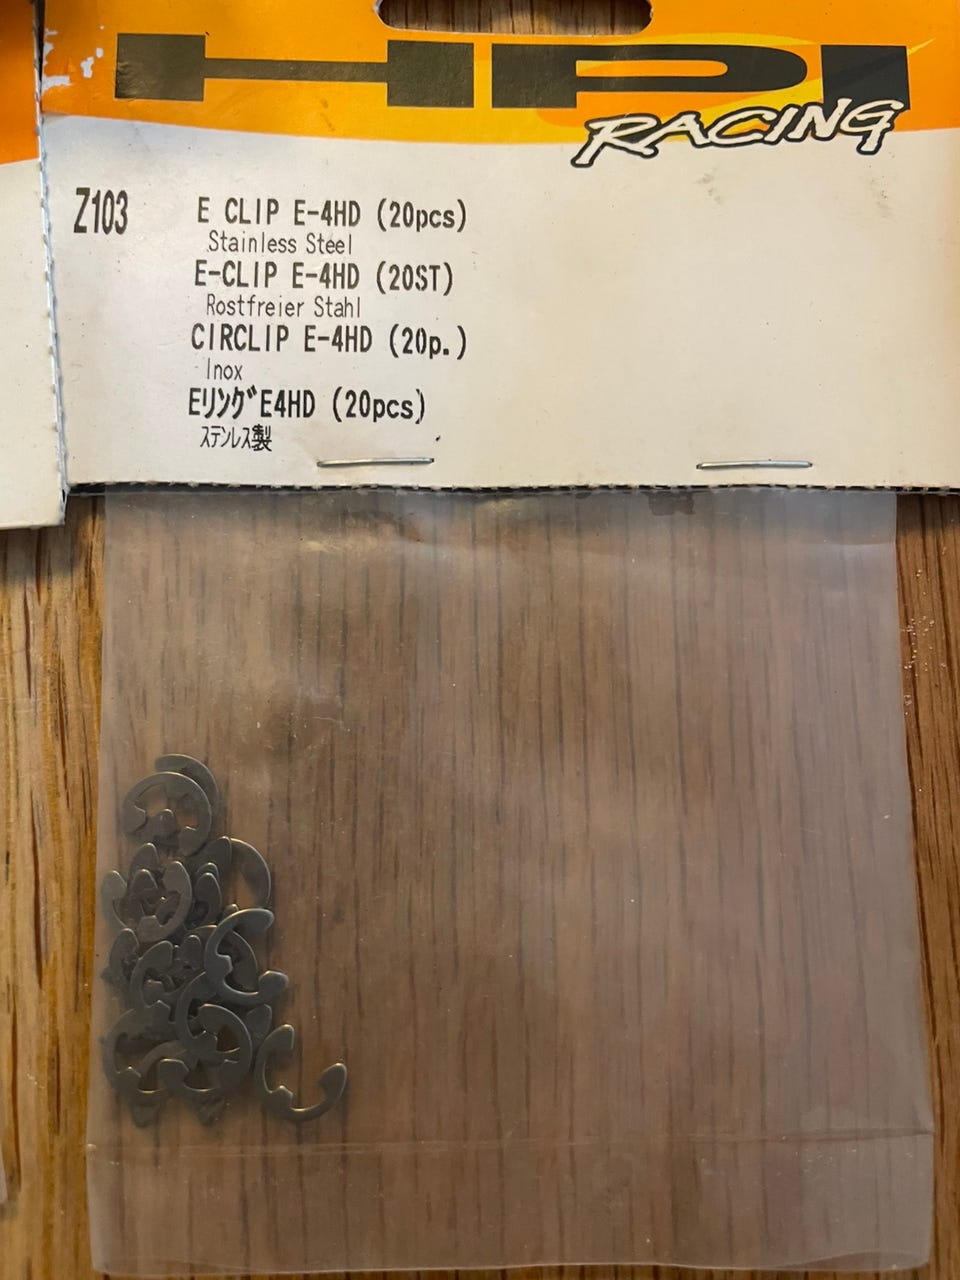 HPI
RACING
Z103
E CLIP E-4HD (20pcs)
Stainless Steel
E-CLIP E-4HD (20ST)
Rostfreier Stahl
CIRCLIP E-4HD (20p.)
Inox
Eリング E4HD (20pcs)
ステンレス製